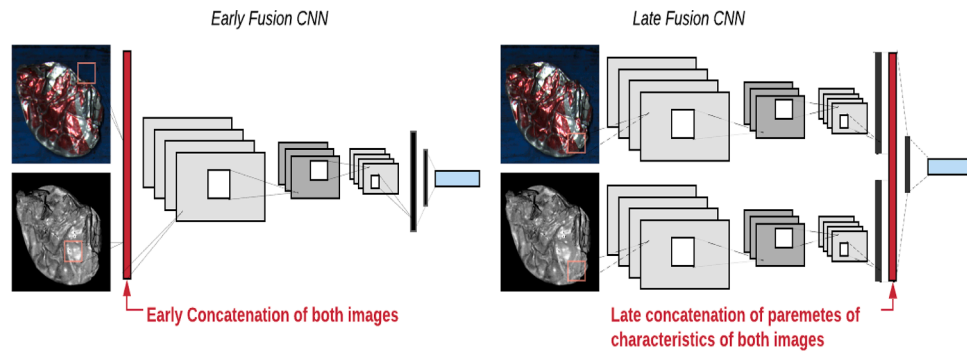 Early Fusion CNN
Late Fusion CNN
Early Concatenation of both images
Late concatenation of paremetes of
characteristics of both images